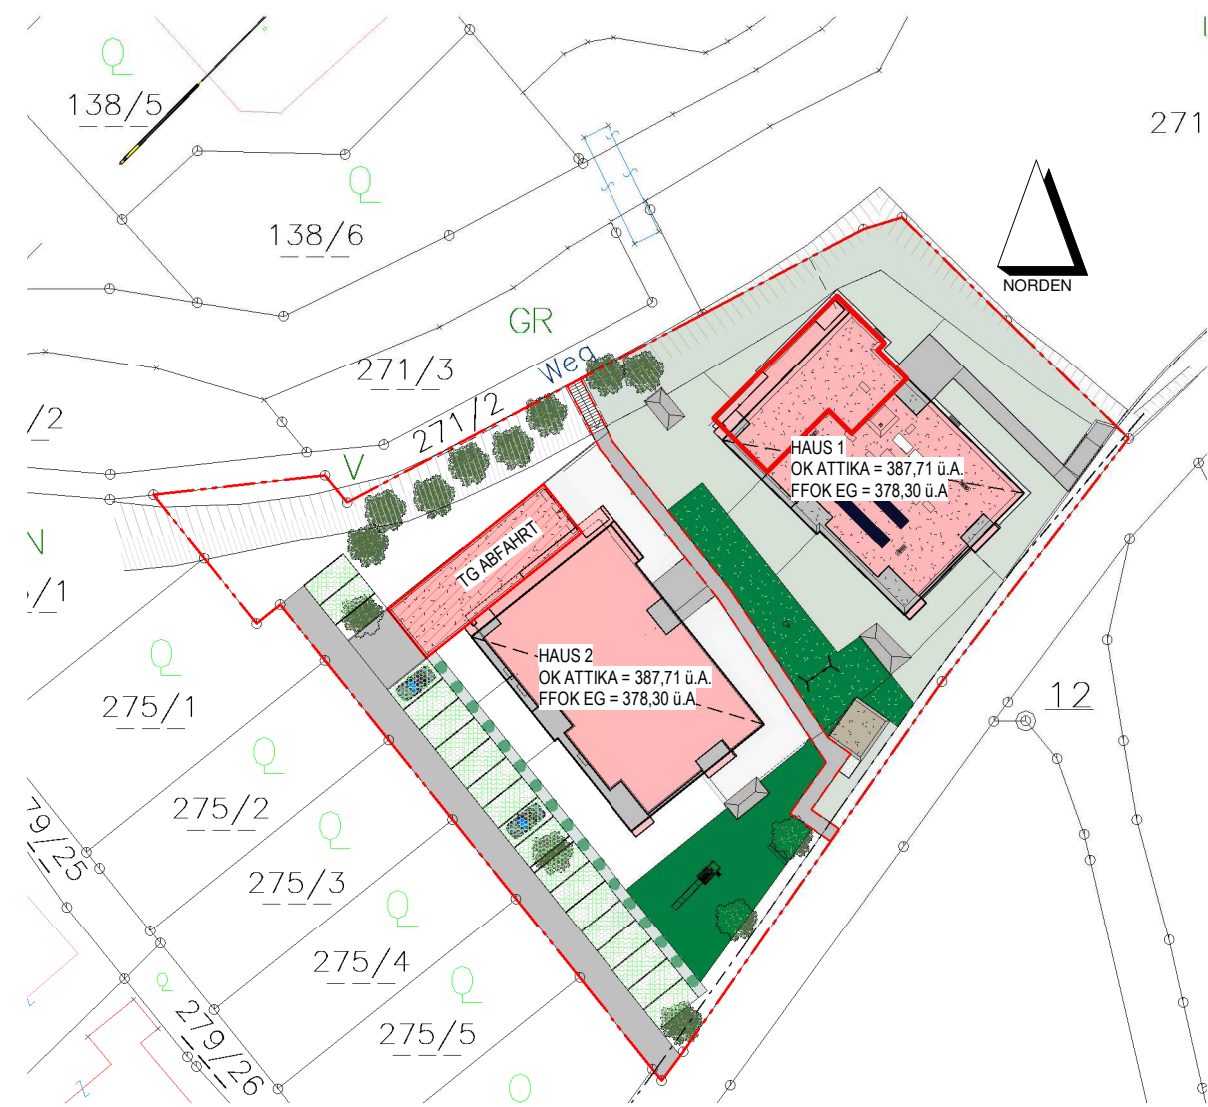 138/5
271
138/6
NORDEN
GR
271/3
Weg
271/2
/2
V
HAUS 1
OK ATTIKA = 387,71 ü.A.
FFOK EG = 378,30 ü.A
TG ABFAHRT
/1
HAUS 2
OK ATTIKA = 387,71 ü.A.
FFOK EG = 378,30 ü.A
275/1
12
275/2
79/25
275/3
275/4
275/5
279/26